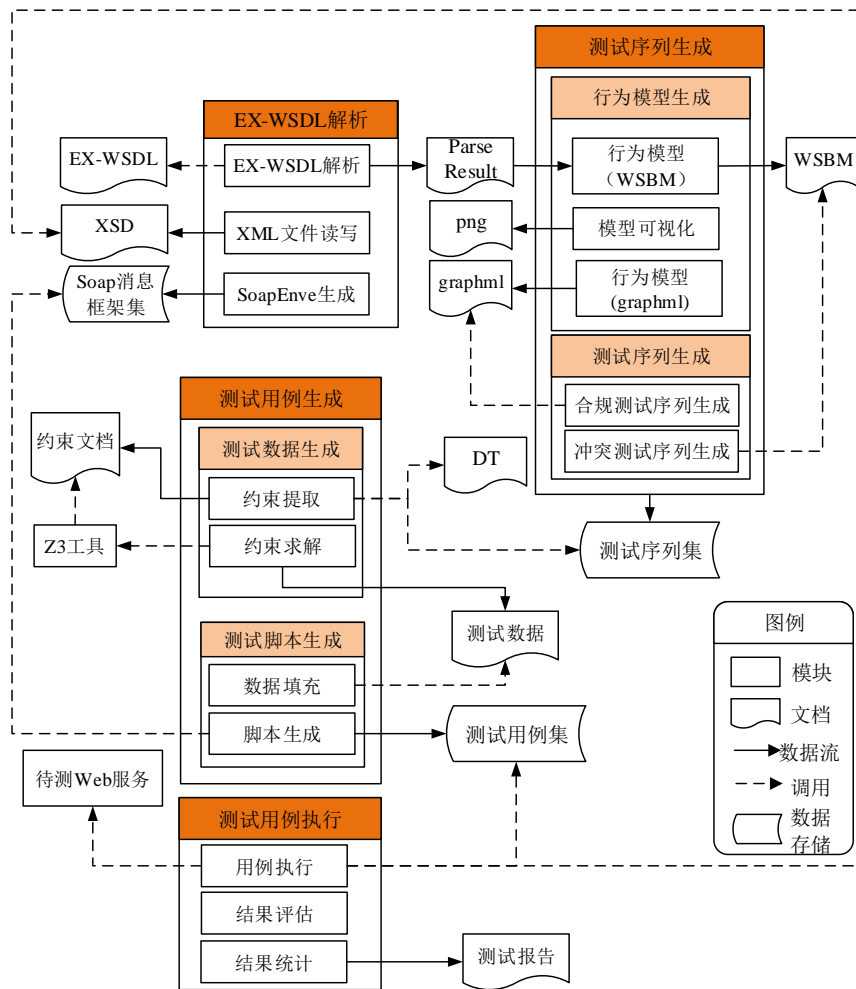 测试序列生成
行为模型生成
EX-WSDL解析
EX-WSDL
EX-WSDL解析
Parse
Result
行为模型
（WSBM）
WSBM
XSD
XML文件读写
png
模型可视化
Soap消息
框架集
SoapEnve生成
graphml
行为模型
(graphml)
测试序列生成
合规测试序列生成
冲突测试序列生成
测试用例生成
测试数据生成
约束文档
约束提取
DT
Z3工具
约束求解
测试序列集
测试数据
测试脚本生成
数据填充
脚本生成
测试用例集
图例
模块
文档
数据流
调用
数据
存储
待测Web服务
测试用例执行
用例执行
结果评估
结果统计
测试报告